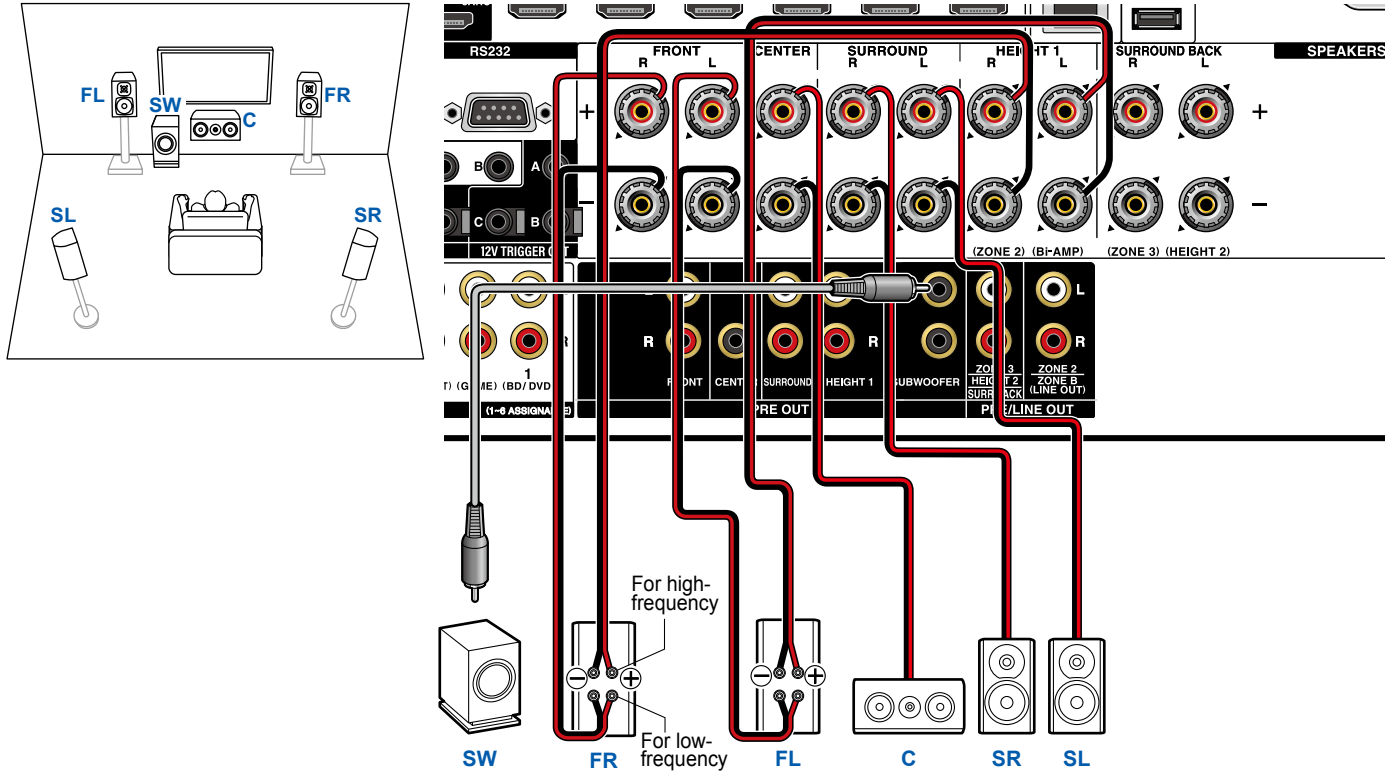 FL
SW
C
FR
SL
SR
RS232
FRONT
CENTER
SURROUND
HEIGHT 1
SURROUND BACK
SPEAKERS
R L
R L
R L
R L
+
+
B
A
−
−
C
B
12V TRIGGER OUT
(ZONE 2) (Bi-AMP)
(ZONE 3) (HEIGHT 2)
L
R
R
R
R
1
(BD/DVD)
FRONT
SURROUND
HEIGHT 1
SUBWOOFER
ZONE 3
HEIGHT 2
SURR BACK
ZONE 2
ZONE B
(LINE OUT)
(1~6 ASSIGNABLE)
PRE OUT
PRE/LINE OUT
For high-
frequency
− +
− +
For low-
frequency
SW
FR
FL
C
SR
SL